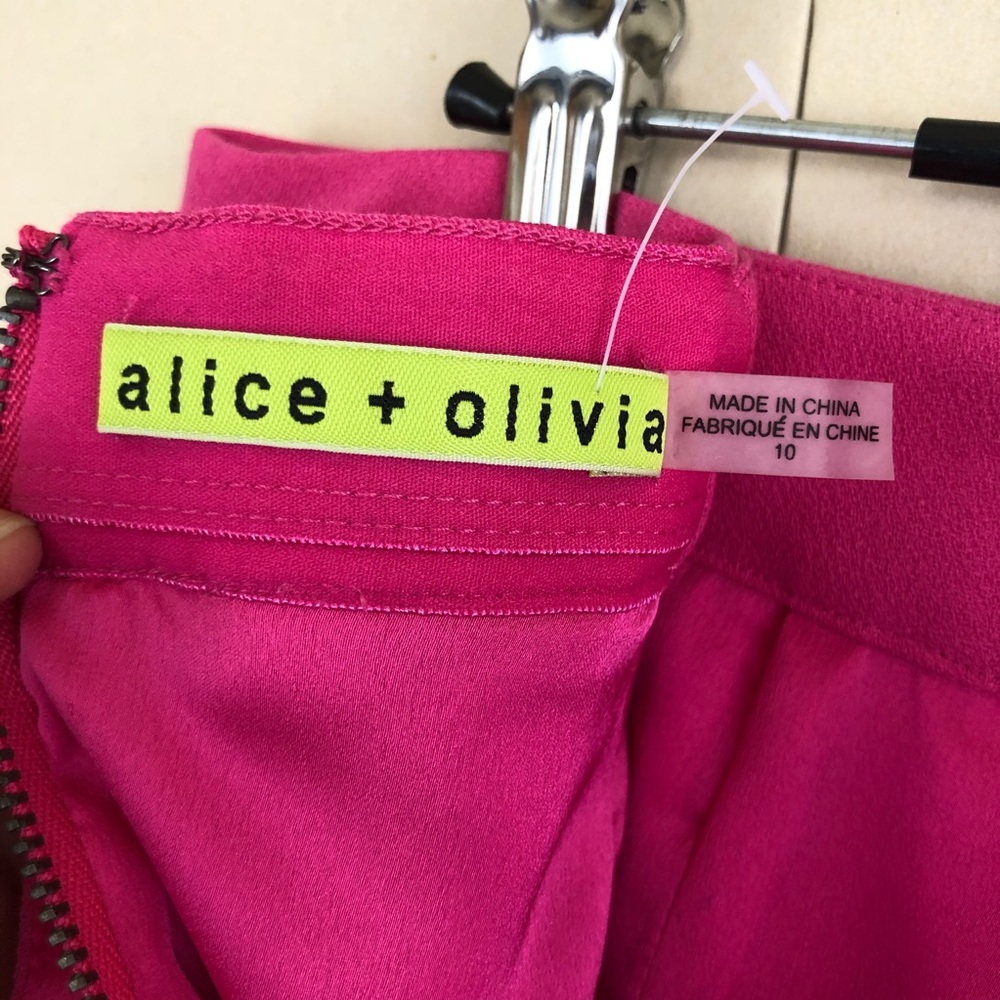 alice + olivia
MADE IN CHINA
FABRIQUÉ EN CHINE
10